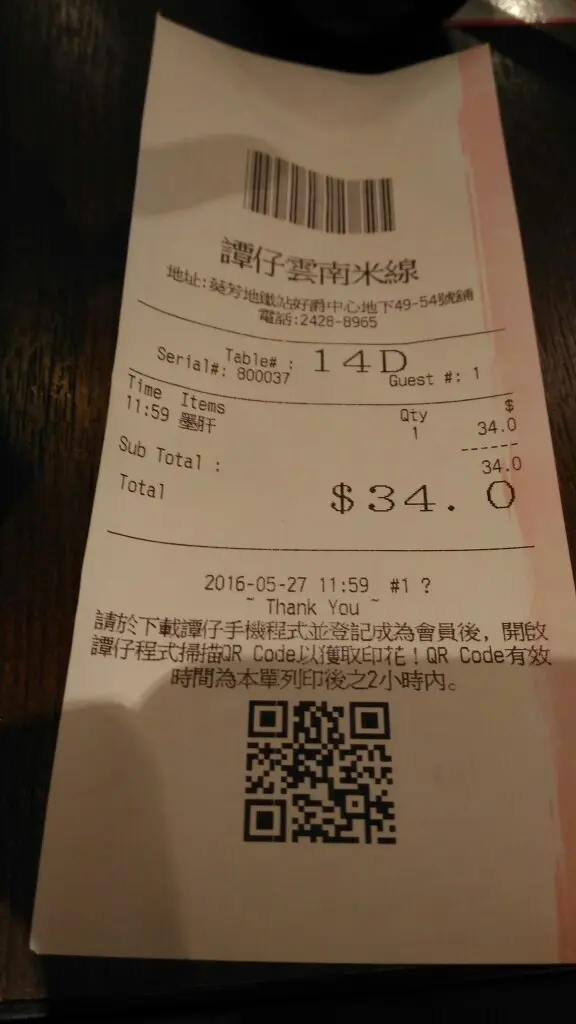 譚仔雲南米線
地址:葵芳地鐵站好爵中心地下49-54號舖
電話:2428-8965
Table# : 14D
Serial#: 800037 Guest #: 1
Time Items Qty $
11:59 墨肝 1 34.0
------
Sub Total : 34.0
Total $34.0
2016-05-27 11:59 #1 ?
~ Thank You ~
請於下載譚仔手機程式並登記成為會員後, 開啟
譚仔程式掃描QR Code以獲取印花！QR Code有效
時間為本單列印後之2小時內。